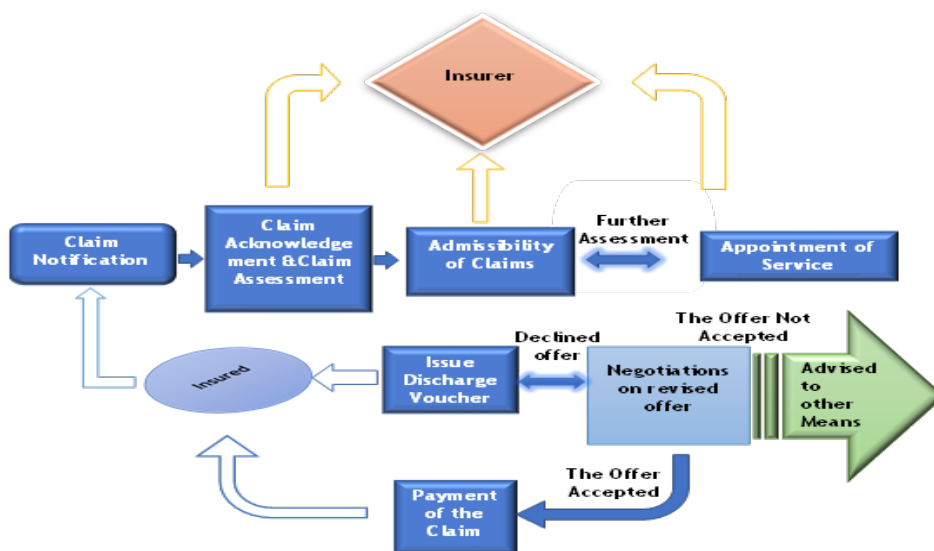 Insurer
Claim
Notification
Claim
Acknowledge
ment &Claim
Assessment
Admissibility
of Claims
Further
Assessment
Appointment of
Service
The Offer Not
Accepted
Declined
offer
Insured
Issue
Discharge
Voucher
Negotiations
on revised
offer
Advised
to
other
Means
The Offer
Accepted
Payment
of the
Claim